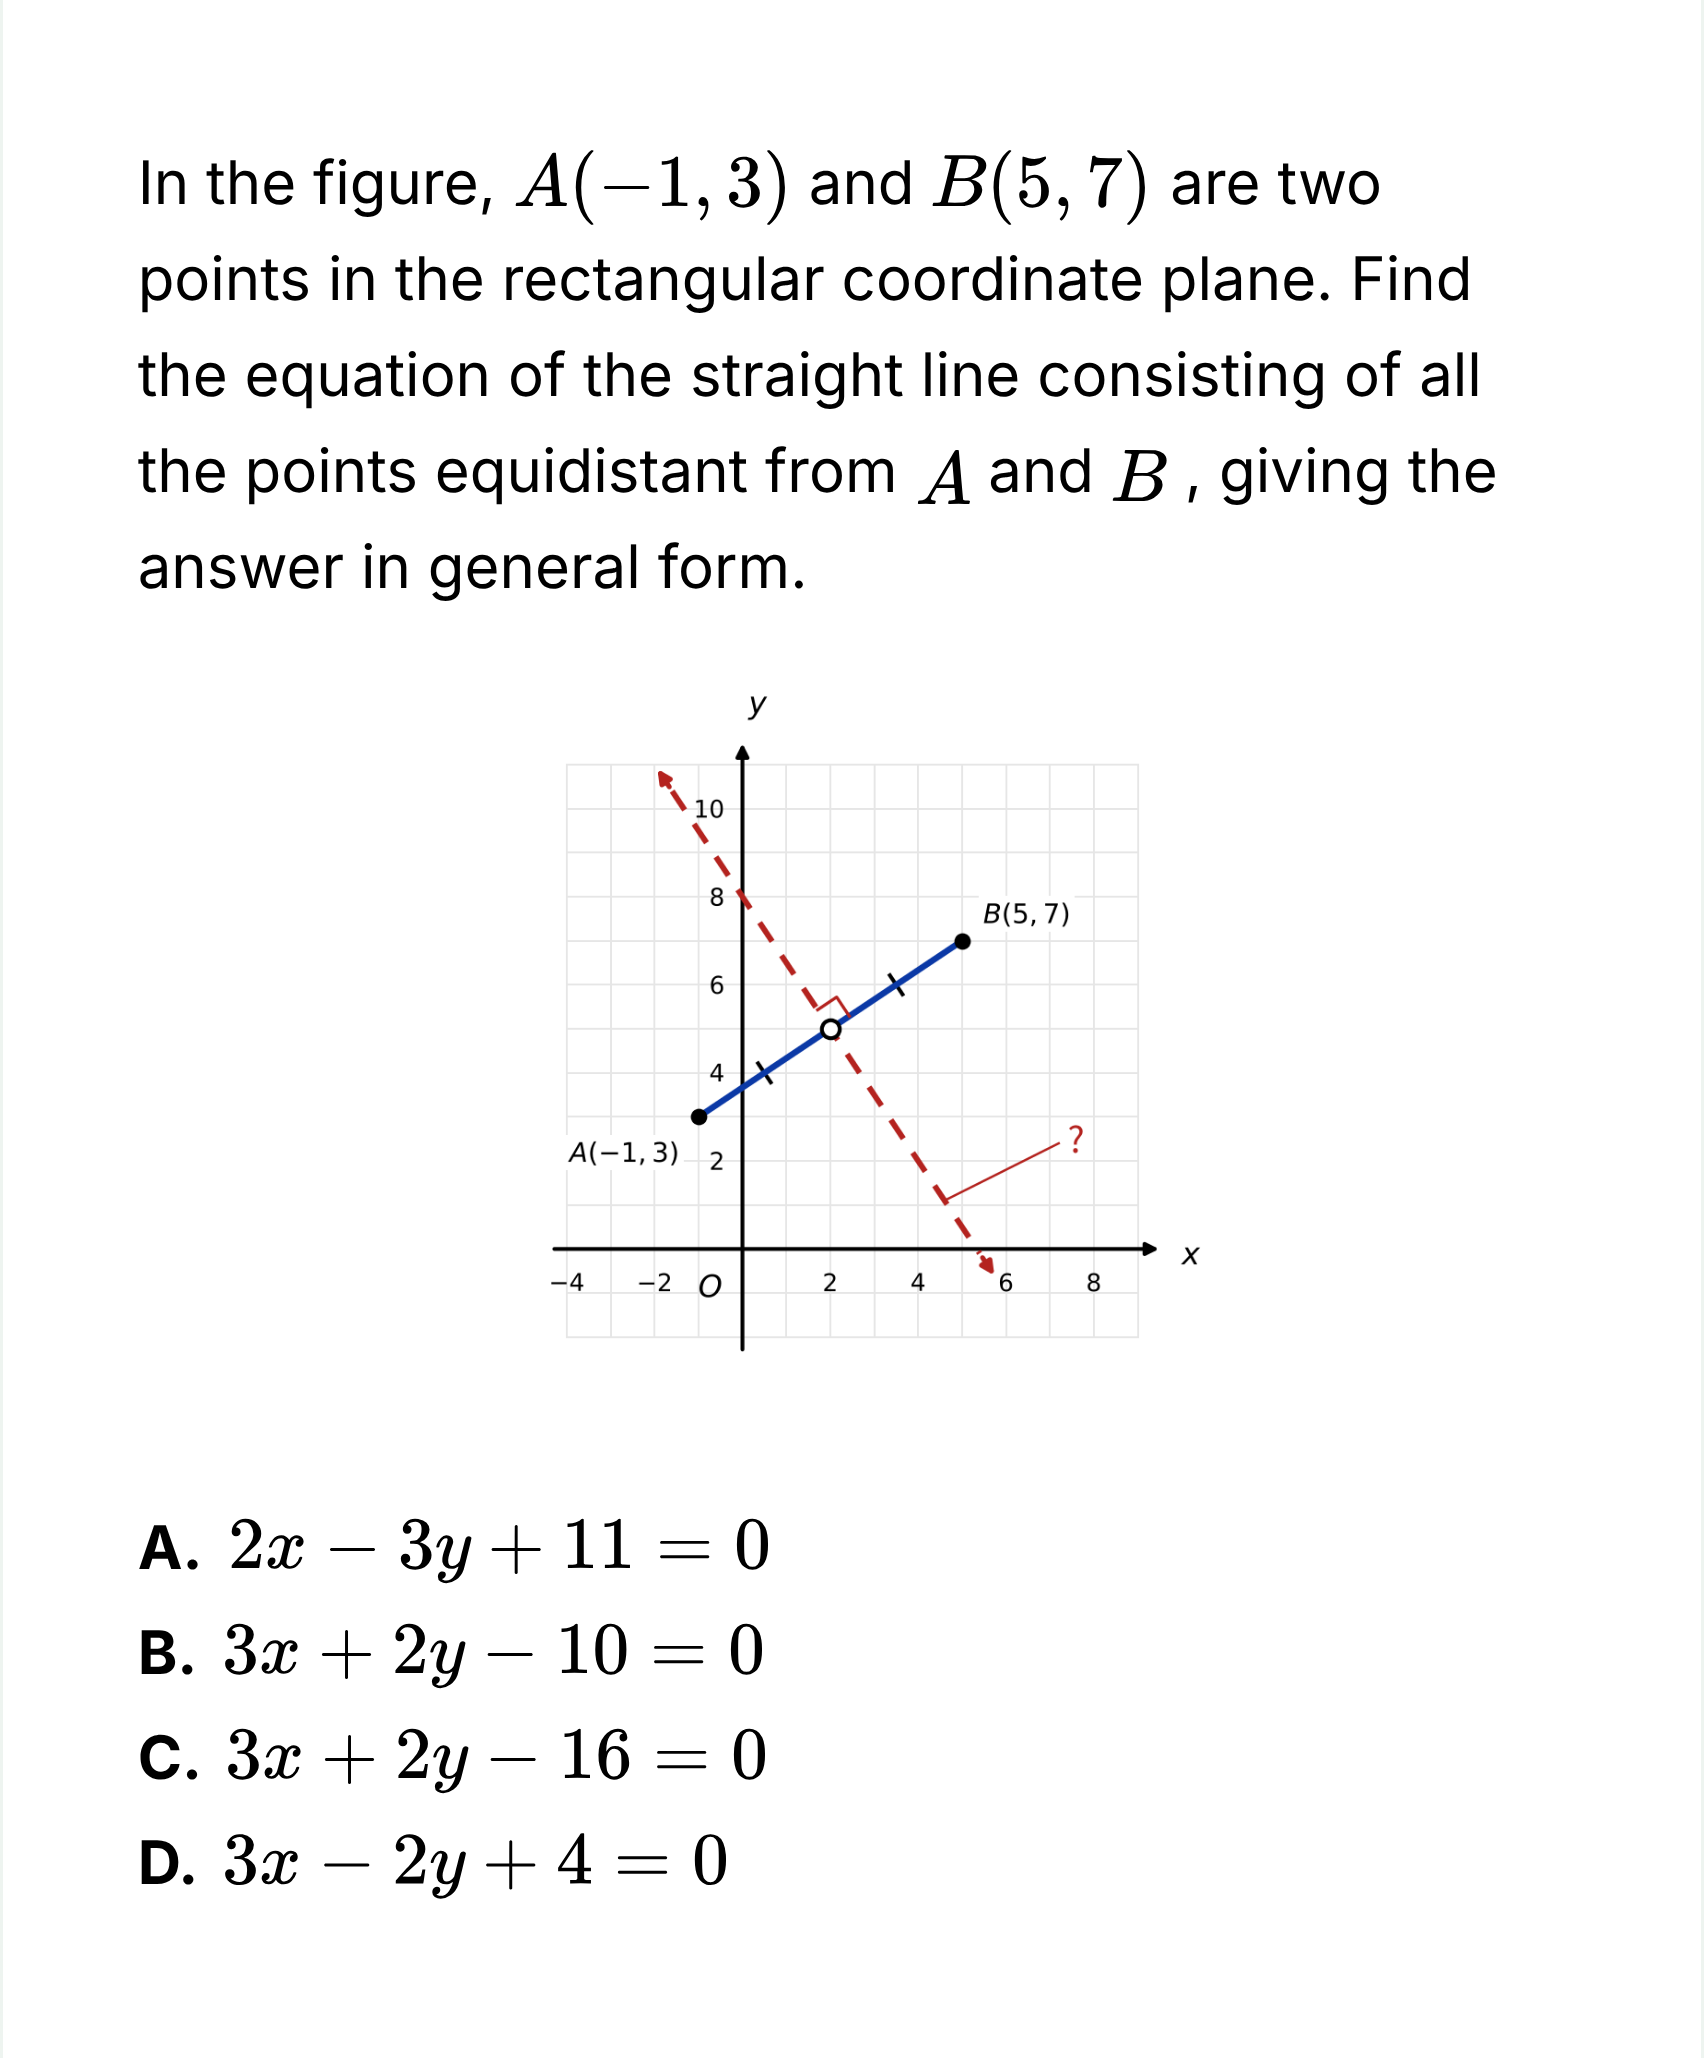 In the figure, A(−1, 3) and B(5, 7) are two
points in the rectangular coordinate plane. Find
the equation of the straight line consisting of all
the points equidistant from A and B , giving the
answer in general form.
y
10
8
B(5, 7)
6
4
?
A(−1, 3)
2
x
−4 −2 O 2 4 6 8
A. 2x − 3y + 11 = 0
B. 3x + 2y − 10 = 0
C. 3x + 2y − 16 = 0
D. 3x − 2y + 4 = 0